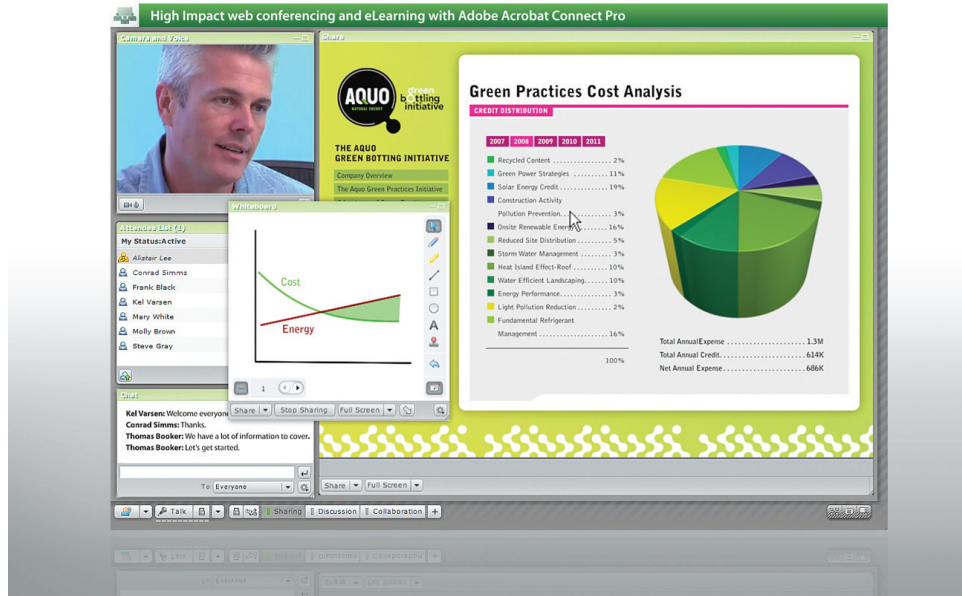 High Impact web conferencing and eLearning with Adobe Acrobat Connect Pro
Camera and Voice
Share
AQUO
NATURAL ENERGY
green
bottling
initiative
THE AQUO
GREEN BOTTING INITIATIVE
Company Overview
The Aquo Green Practices Initiative
Green Practices Cost Analysis
CREDIT DISTRIBUTION
2007 2008 2009 2010 2011
Recycled Content .............. 2%
Green Power Strategies ......... 11%
Solar Energy Credit............ 19%
Construction Activity
Pollution Prevention............ 3%
Onsite Renewable Energy........ 16%
Reduced Site Distribution ........ 5%
Storm Water Management ........ 3%
Heat Island Effect-Roof......... 10%
Water Efficient Landscaping...... 10%
Energy Performance............ 3%
Light Pollution Reduction ........ 2%
Fundamental Refrigerant
Management ................. 16%
100%
Total AnnualExpense .................. 1.3M
Total Annual Credit................... 614K
Net Annual Expense................... 686K
Whiteboard
Cost
Energy
A
1
Share Stop Sharing Full Screen
Attendee List (1)
My Status:Active
Alistair Lee
Conrad Simms
Frank Black
Kel Varsen
Mary White
Molly Brown
Steve Gray
Chat
Kel Varsen: Welcome everyone
Conrad Simms: Thanks.
Thomas Booker: We have a lot of information to cover.
Thomas Booker: Let's get started.
To: Everyone
Share Full Screen
Talk Sharing Discussion Collaboration +